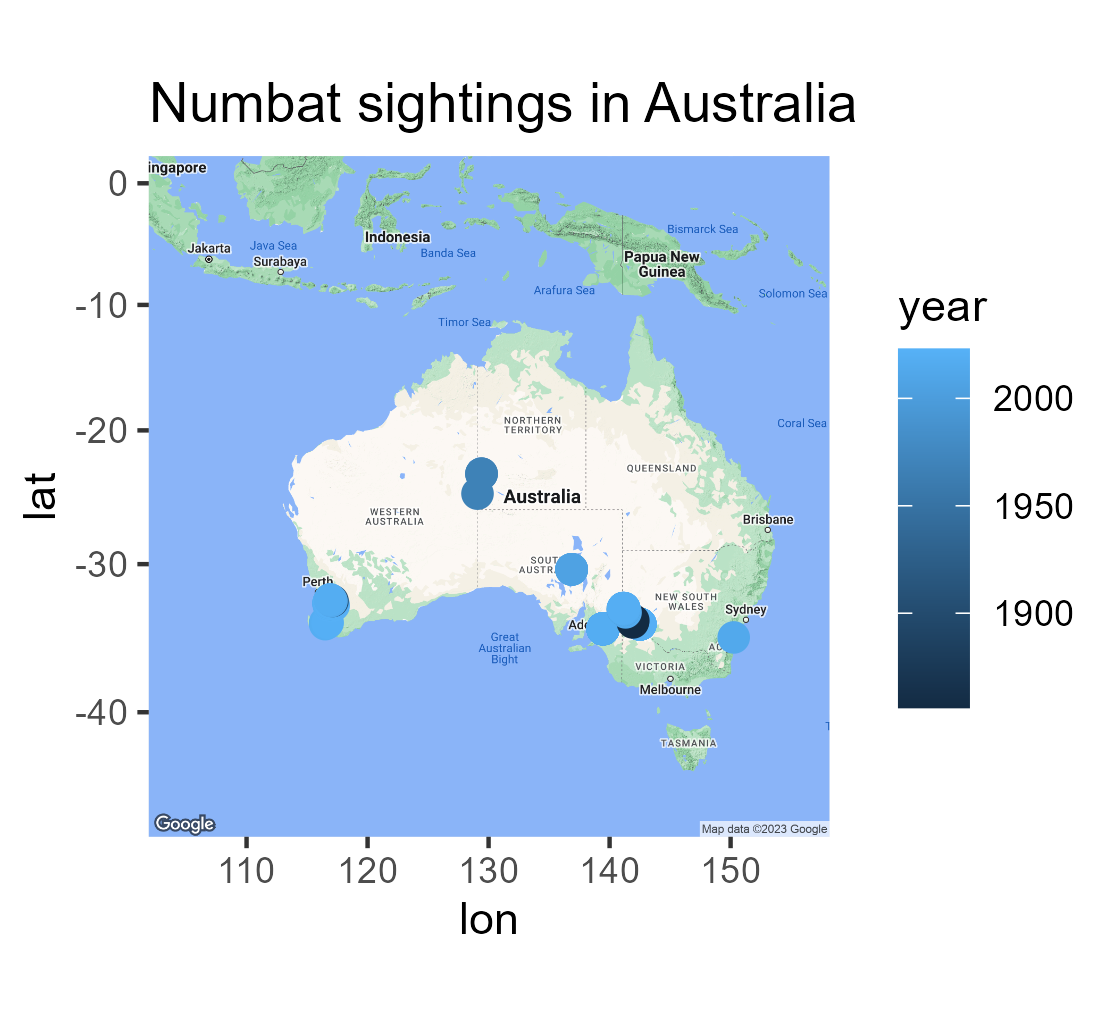 Numbat sightings in Australia
ingapore
0
Indonesia
Bismarck Sea
Jakarta
Java Sea
Banda Sea
Surabaya
Papua New
Guinea
Arafura Sea
Solomon Sea
-10
Timor Sea
year
2000
1950
1900
-20
NORTHERN
TERRITORY
Coral Sea
QUEENSLAND
lat
Australia
WESTERN
AUSTRALIA
Brisbane
-30
SOUT
AUSTRA
Perth
NEW SOUTH
WALES
Sydney
Ade
Great
Australian
Bight
AC
VICTORIA
Melbourne
-40
T
TASMANIA
Google
Map data ©2023 Google
110
120
130
140
150
lon